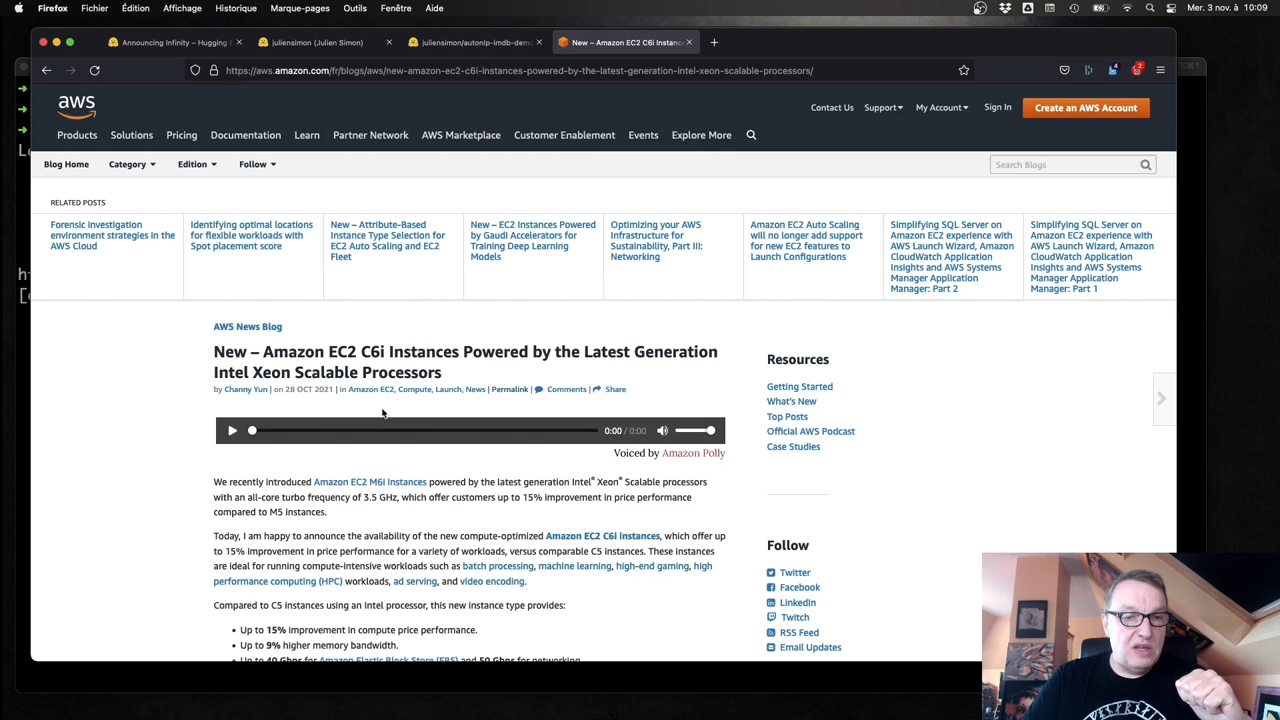 Firefox Fichier Édition Affichage Historique Marque-pages Outils Fenêtre Aide
Mer. 3 nov. à 10:09
Announcing Infinity – Hugging F
juliensimon (Julien Simon)
juliensimon/autonlp-imdb-demo
New – Amazon EC2 C6i Instance
https://aws.amazon.com/fr/blogs/aws/new-amazon-ec2-c6i-instances-powered-by-the-latest-generation-intel-xeon-scalable-processors/
4
2
aws
Contact Us Support My Account Sign In Create an AWS Account
Products Solutions Pricing Documentation Learn Partner Network AWS Marketplace Customer Enablement Events Explore More
Blog Home Category Edition Follow
Search Blogs
RELATED POSTS
Forensic investigation
environment strategies in the
AWS Cloud
Identifying optimal locations
for flexible workloads with
Spot placement score
New – Attribute-Based
Instance Type Selection for
EC2 Auto Scaling and EC2
Fleet
New – EC2 Instances Powered
by Gaudi Accelerators for
Training Deep Learning
Models
Optimizing your AWS
Infrastructure for
Sustainability, Part III:
Networking
Amazon EC2 Auto Scaling
will no longer add support
for new EC2 features to
Launch Configurations
Simplifying SQL Server on
Amazon EC2 experience with
AWS Launch Wizard, Amazon
CloudWatch Application
Insights and AWS Systems
Manager Application
Manager: Part 2
Simplifying SQL Server on
Amazon EC2 experience with
AWS Launch Wizard, Amazon
CloudWatch Application
Insights and AWS Systems
Manager Application
Manager: Part 1
AWS News Blog
New – Amazon EC2 C6i Instances Powered by the Latest Generation
Intel Xeon Scalable Processors
by Channy Yun | on 28 OCT 2021 | in Amazon EC2, Compute, Launch, News | Permalink | Comments | Share
0:00 / 0:00
Voiced by Amazon Polly
We recently introduced Amazon EC2 M6i instances powered by the latest generation Intel® Xeon® Scalable processors
with an all-core turbo frequency of 3.5 GHz, which offer customers up to 15% improvement in price performance
compared to M5 instances.
Today, I am happy to announce the availability of the new compute-optimized Amazon EC2 C6i instances, which offer up
to 15% improvement in price performance for a variety of workloads, versus comparable C5 instances. These instances
are ideal for running compute-intensive workloads such as batch processing, machine learning, high-end gaming, high
performance computing (HPC) workloads, ad serving, and video encoding.
Compared to C5 instances using an Intel processor, this new instance type provides:
• Up to 15% improvement in compute price performance.
• Up to 9% higher memory bandwidth.
• Up to 40 Gbps for Amazon Elastic Block Store (EBS) and 50 Gbps for networking.
Resources
Getting Started
What's New
Top Posts
Official AWS Podcast
Case Studies
Follow
Twitter
Facebook
LinkedIn
Twitch
RSS Feed
Email Updates